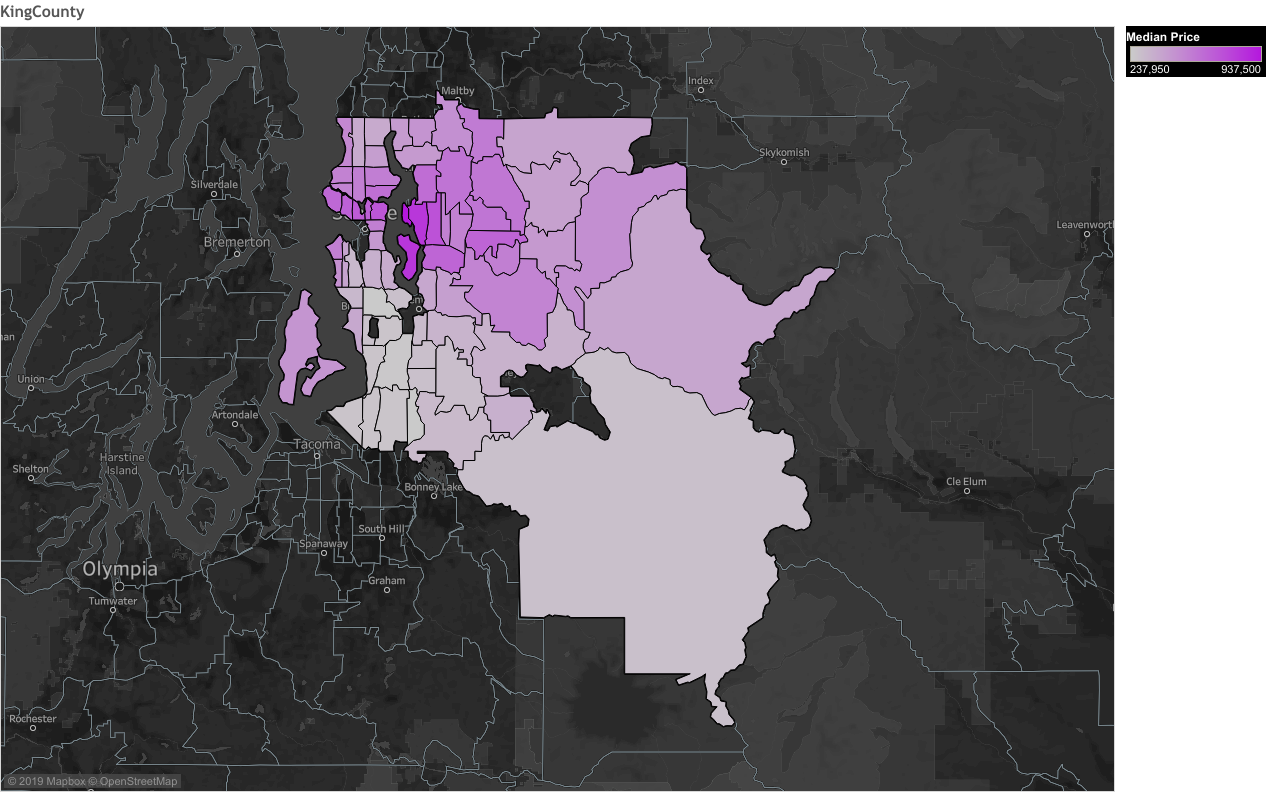 KingCounty
Median Price
237,950 937,500
Maltby
Index
Skykomish
Silverdale
Leavenwort
Bremerton
Union
Artondale
Tacoma
Harstine
Island
Shelton
Bonney Lake
Cle Elum
South Hill
Spanaway
Olympia
Graham
Tumwater
Rochester
© 2019 Mapbox © OpenStreetMap